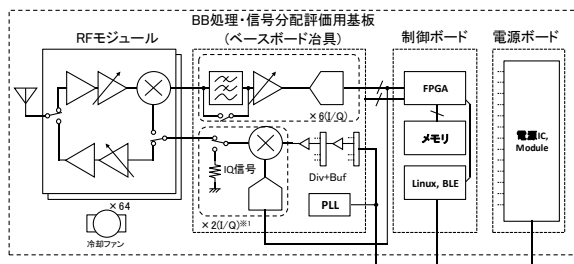 BB処理・信号分配評価用基板
(ベースボード冶具)
RFモジュール
制御ボード
電源ボード
×6(I/Q)
FPGA
メモリ
Linux, BLE
電源IC,
Module
IQ信号
Div+Buf
PLL
×2(I/Q)※1
×64
冷却ファン